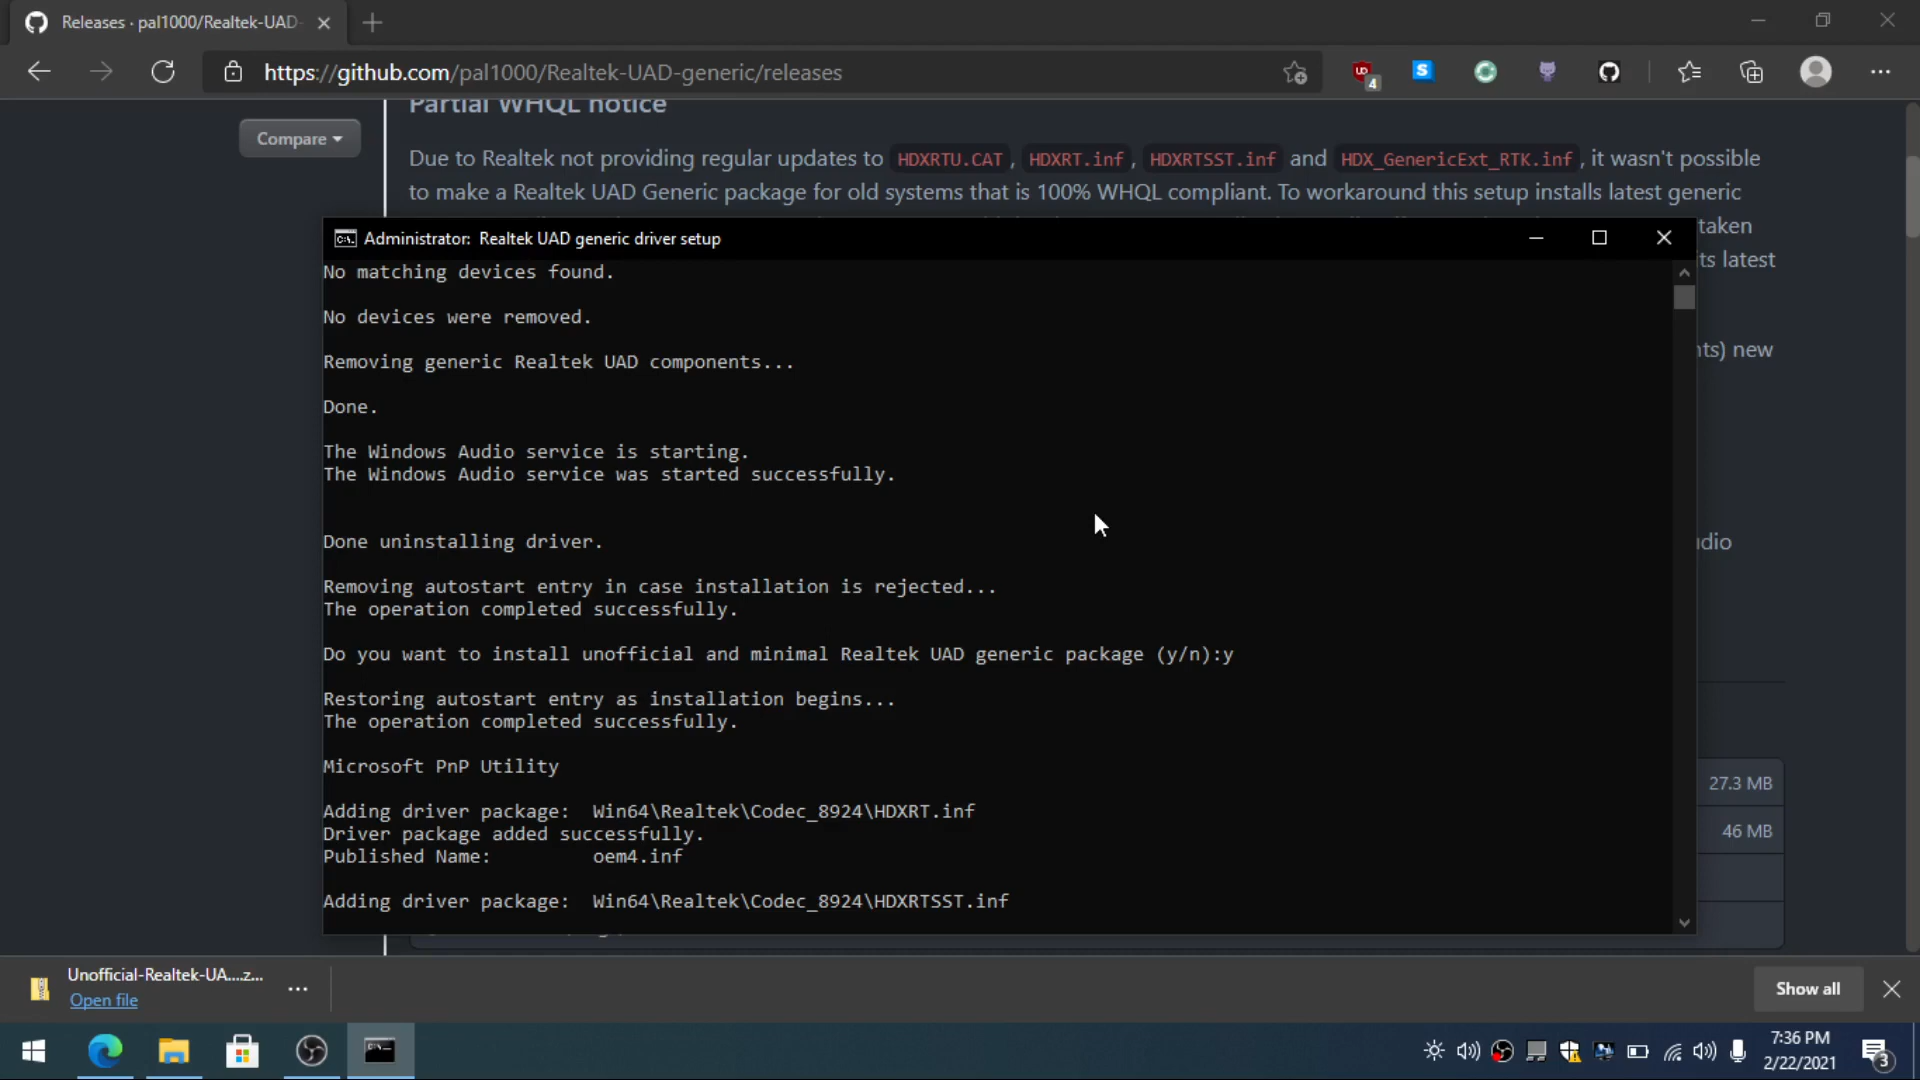 Releases · pal1000/Realtek-UAD-
https://github.com/pal1000/Realtek-UAD-generic/releases
4
Partial WHQL notice
Compare
Due to Realtek not providing regular updates to HDXRTU.CAT, HDXRT.inf, HDXRTSST.inf and HDX_GenericExt_RTK.inf, it wasn't possible
to make a Realtek UAD Generic package for old systems that is 100% WHQL compliant. To workaround this setup installs latest generic
taken
its latest
nts) new
udio
27.3 MB
46 MB
Administrator: Realtek UAD generic driver setup
No matching devices found.
No devices were removed.
Removing generic Realtek UAD components...
Done.
The Windows Audio service is starting.
The Windows Audio service was started successfully.
Done uninstalling driver.
Removing autostart entry in case installation is rejected...
The operation completed successfully.
Do you want to install unofficial and minimal Realtek UAD generic package (y/n):y
Restoring autostart entry as installation begins...
The operation completed successfully.
Microsoft PnP Utility
Adding driver package:  Win64\Realtek\Codec_8924\HDXRT.inf
Driver package added successfully.
Published Name:         oem4.inf
Adding driver package:  Win64\Realtek\Codec_8924\HDXRTSST.inf
Unofficial-Realtek-UA....z...
Open file
Show all
7:36 PM
2/22/2021
3